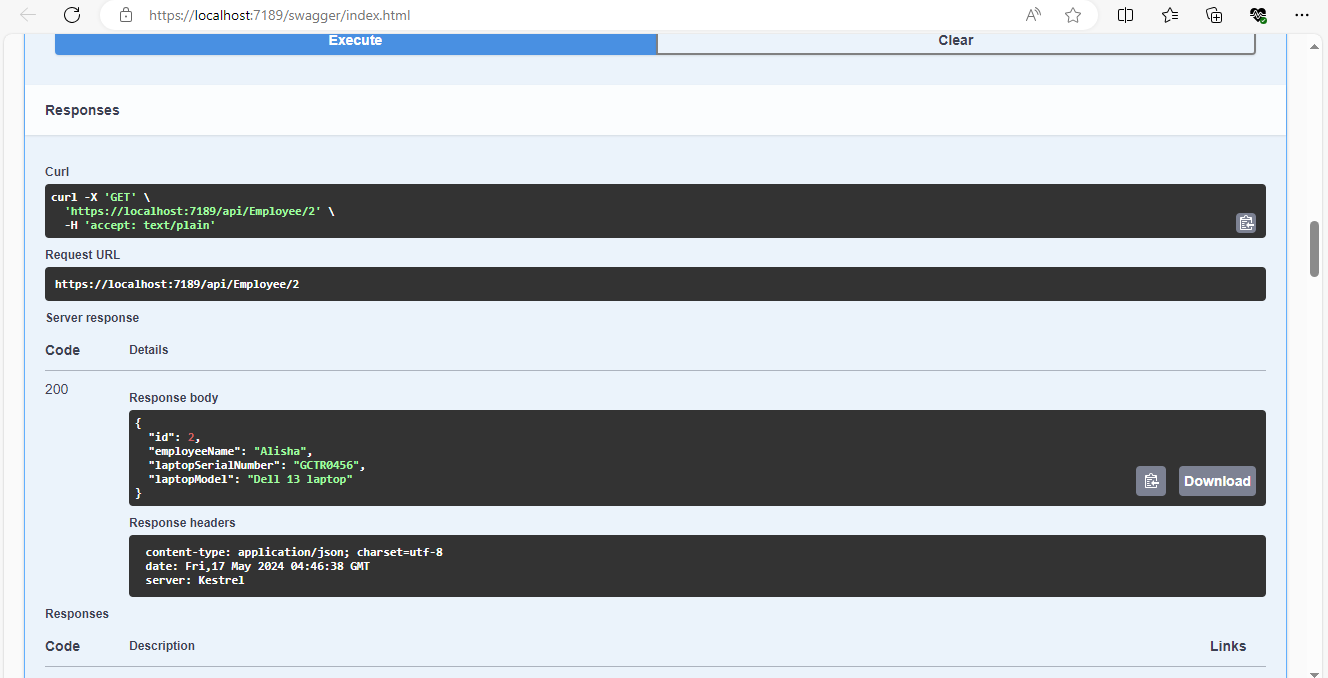 https://localhost:7189/swagger/index.html
Execute
Clear
Responses
Curl
curl -X 'GET' \
'https://localhost:7189/api/Employee/2' \
-H 'accept: text/plain'
Request URL
https://localhost:7189/api/Employee/2
Server response
Code Details
200
Response body
{
"id": 2,
"employeeName": "Alisha",
"laptopSerialNumber": "GCTR0456",
"laptopModel": "Dell 13 laptop"
}
Download
Response headers
content-type: application/json; charset=utf-8
date: Fri,17 May 2024 04:46:38 GMT
server: Kestrel
Responses
Code Description Links